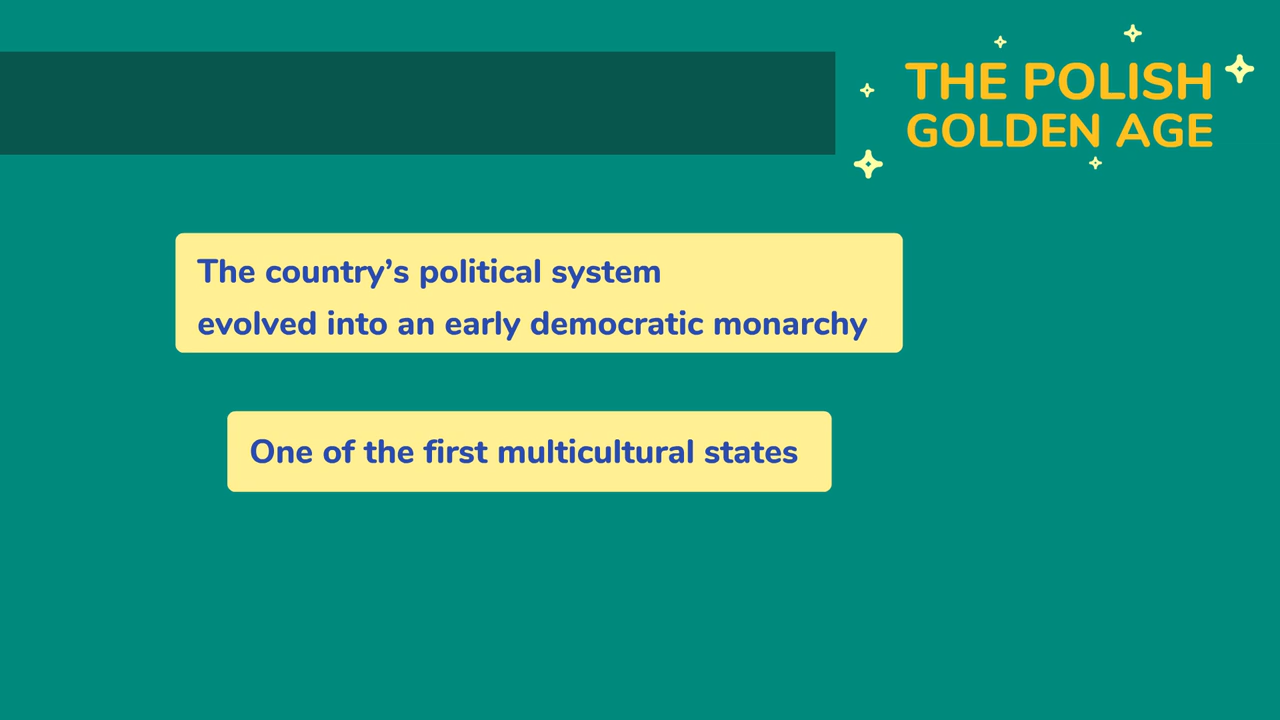 THE POLISH
GOLDEN AGE
The country’s political system
evolved into an early democratic monarchy
One of the first multicultural states